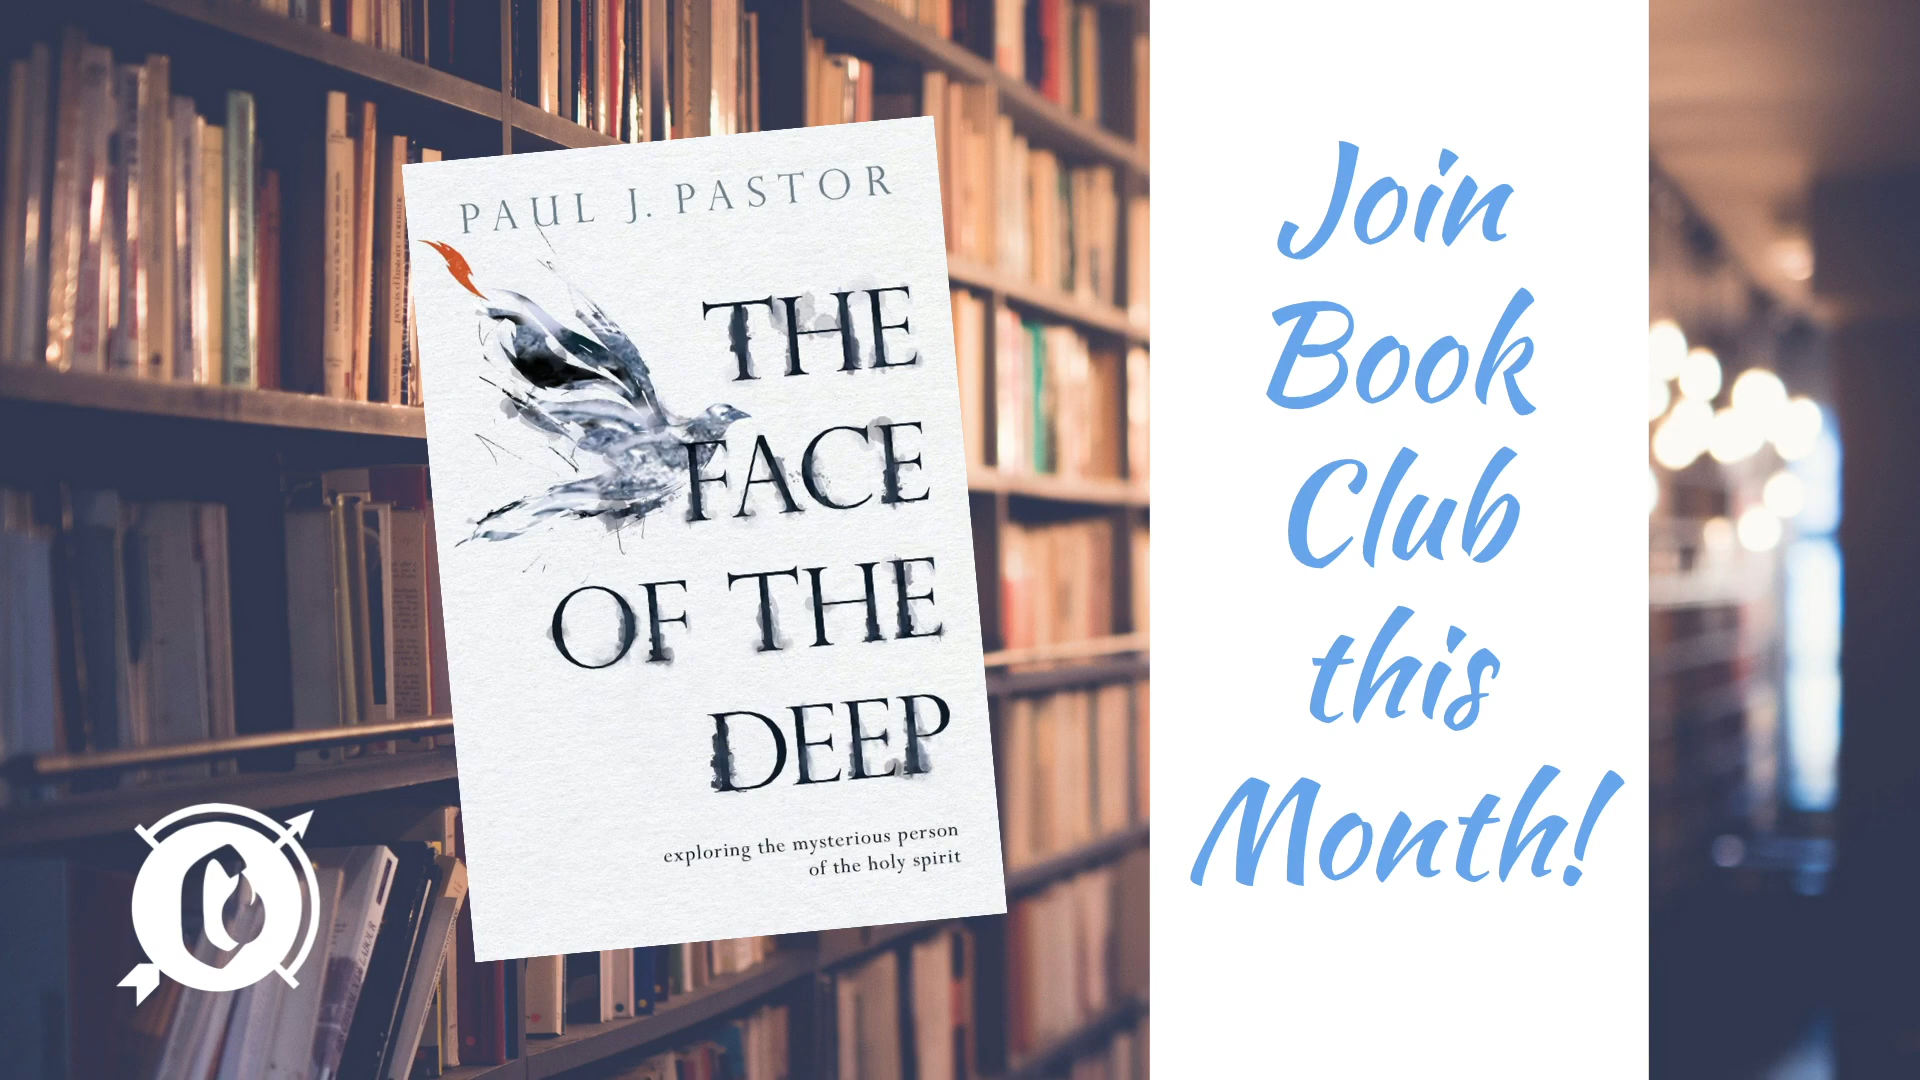 PAUL J. PASTOR
THE
FACE
OF THE
DEEP
exploring the mysterious person
of the holy spirit
Join
Book
Club
this
Month!